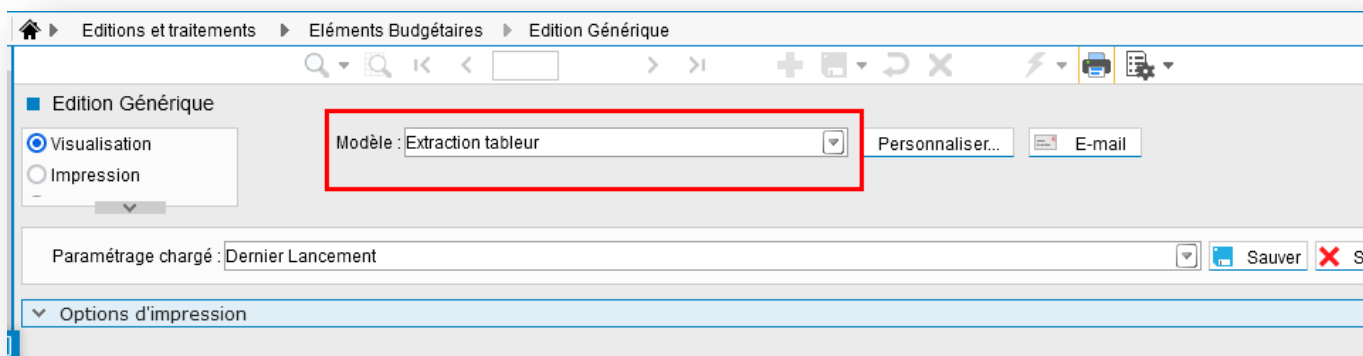 Editions et traitements Eléments Budgétaires Edition Générique
Edition Générique
Visualisation
Impression
Modèle : Extraction tableur
Personnaliser...
E-mail
Paramétrage chargé : Dernier Lancement
Sauver
S
Options d'impression